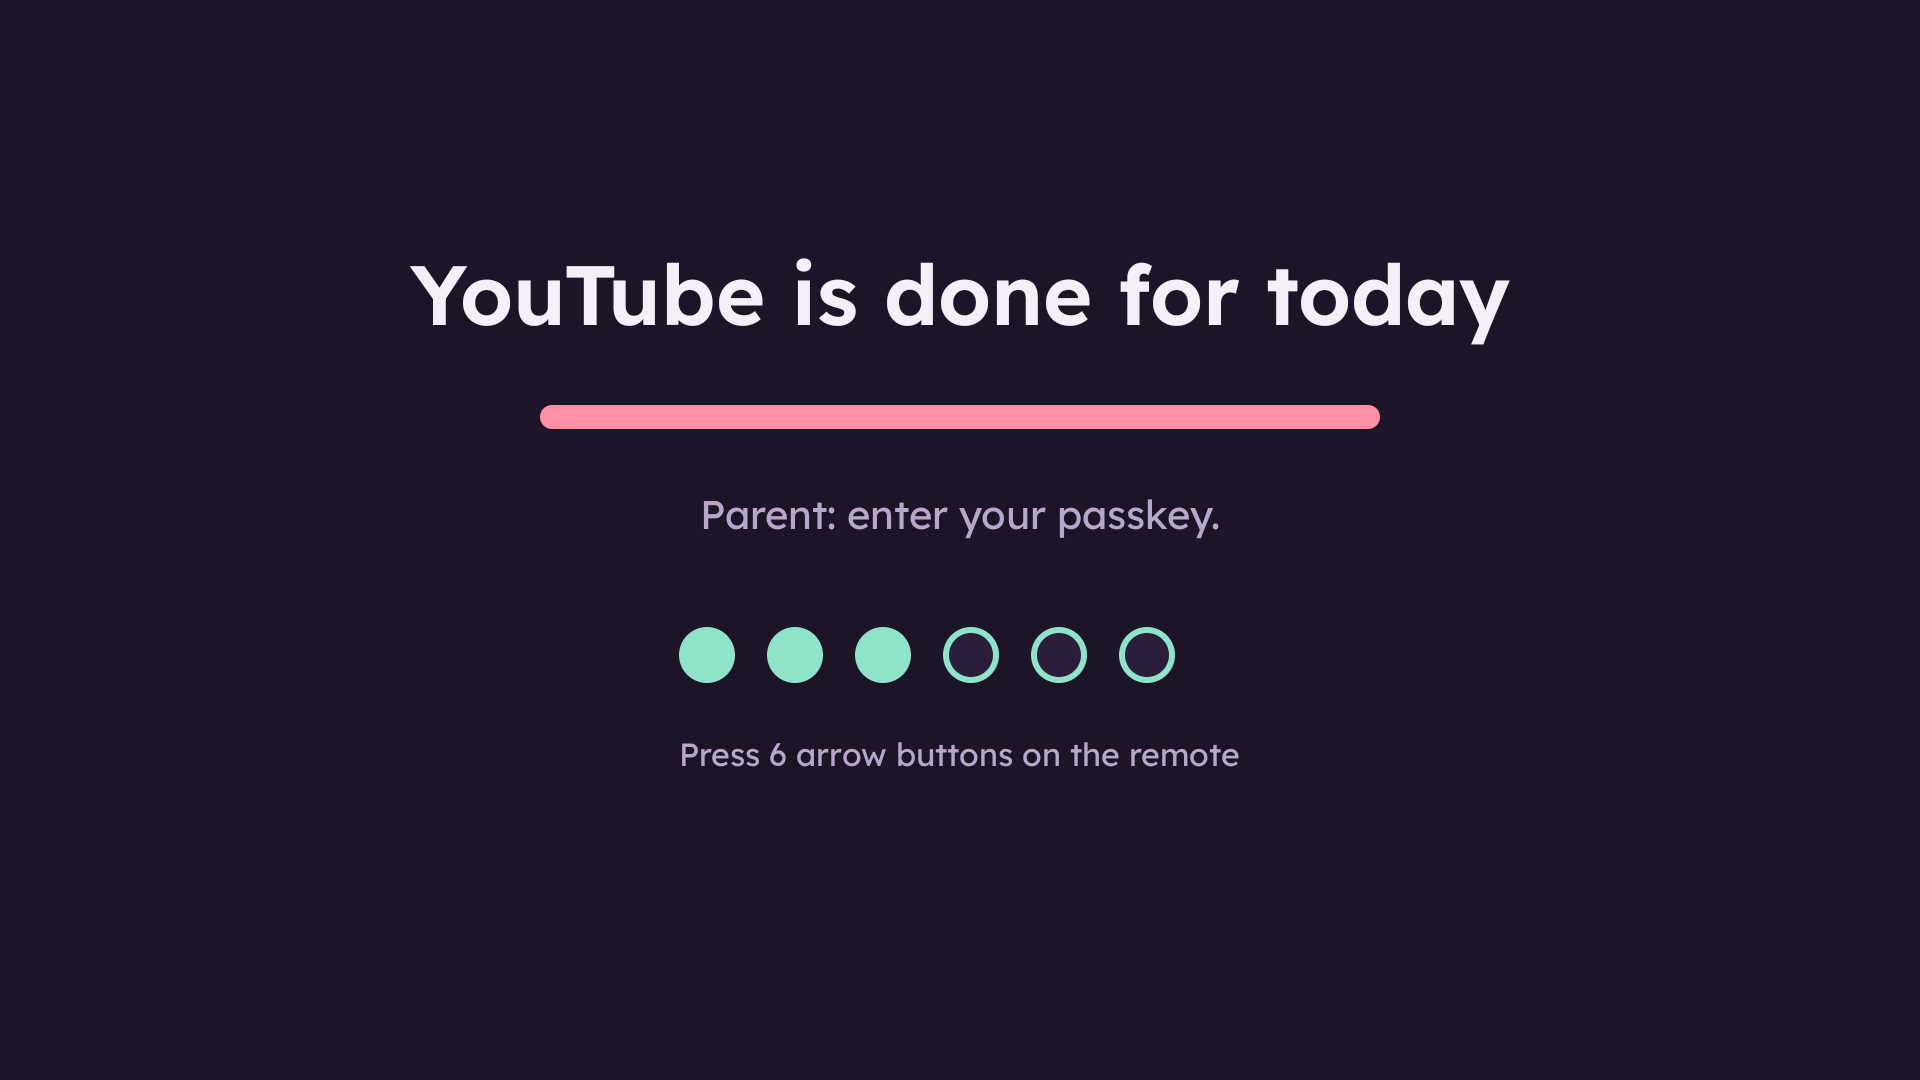 YouTube is done for today
Parent: enter your passkey.
Press 6 arrow buttons on the remote